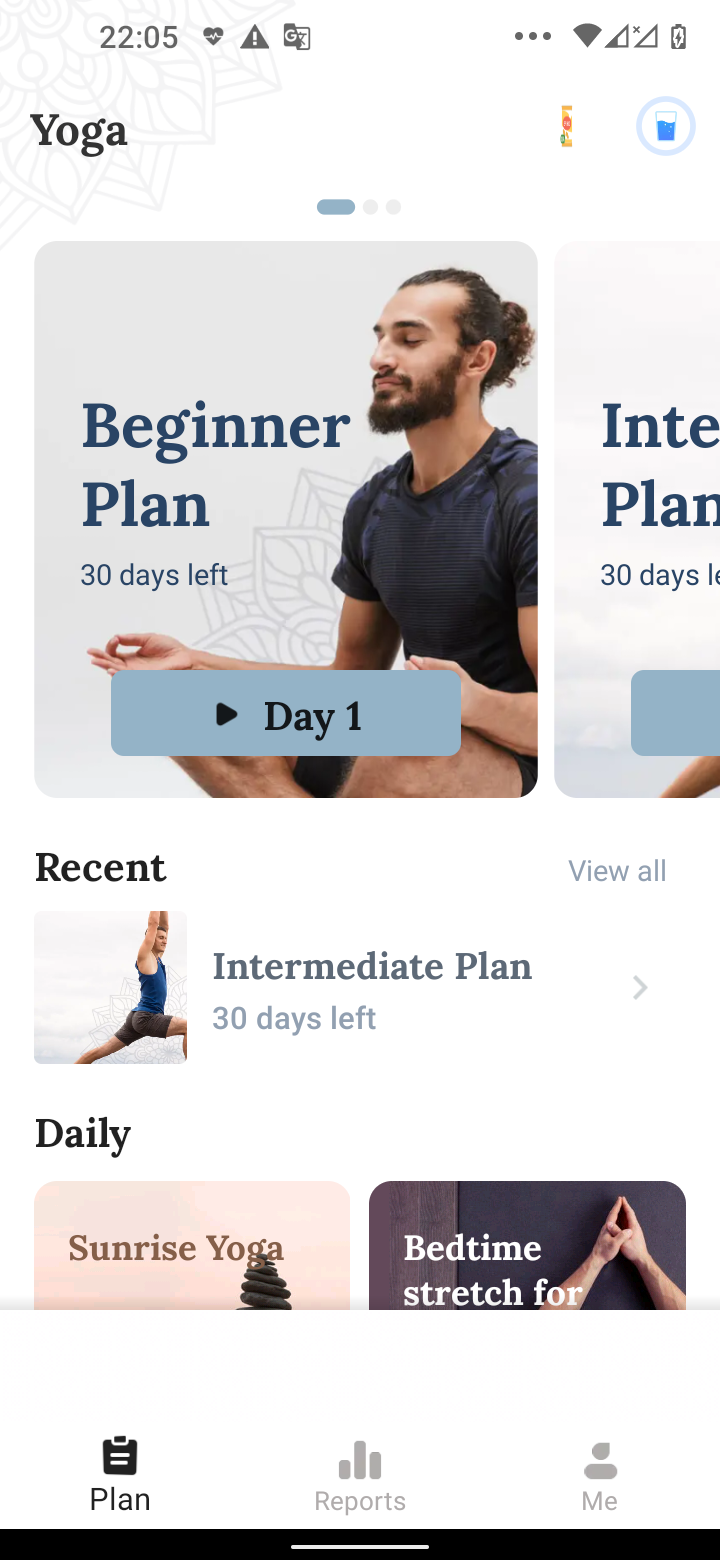 22:05
Yoga
Beginner
Plan
30 days left
Day 1
Inte
Plan
30 days le
Recent
View all
Intermediate Plan
30 days left
Daily
Sunrise Yoga
Bedtime
stretch for
Plan
Reports
Me